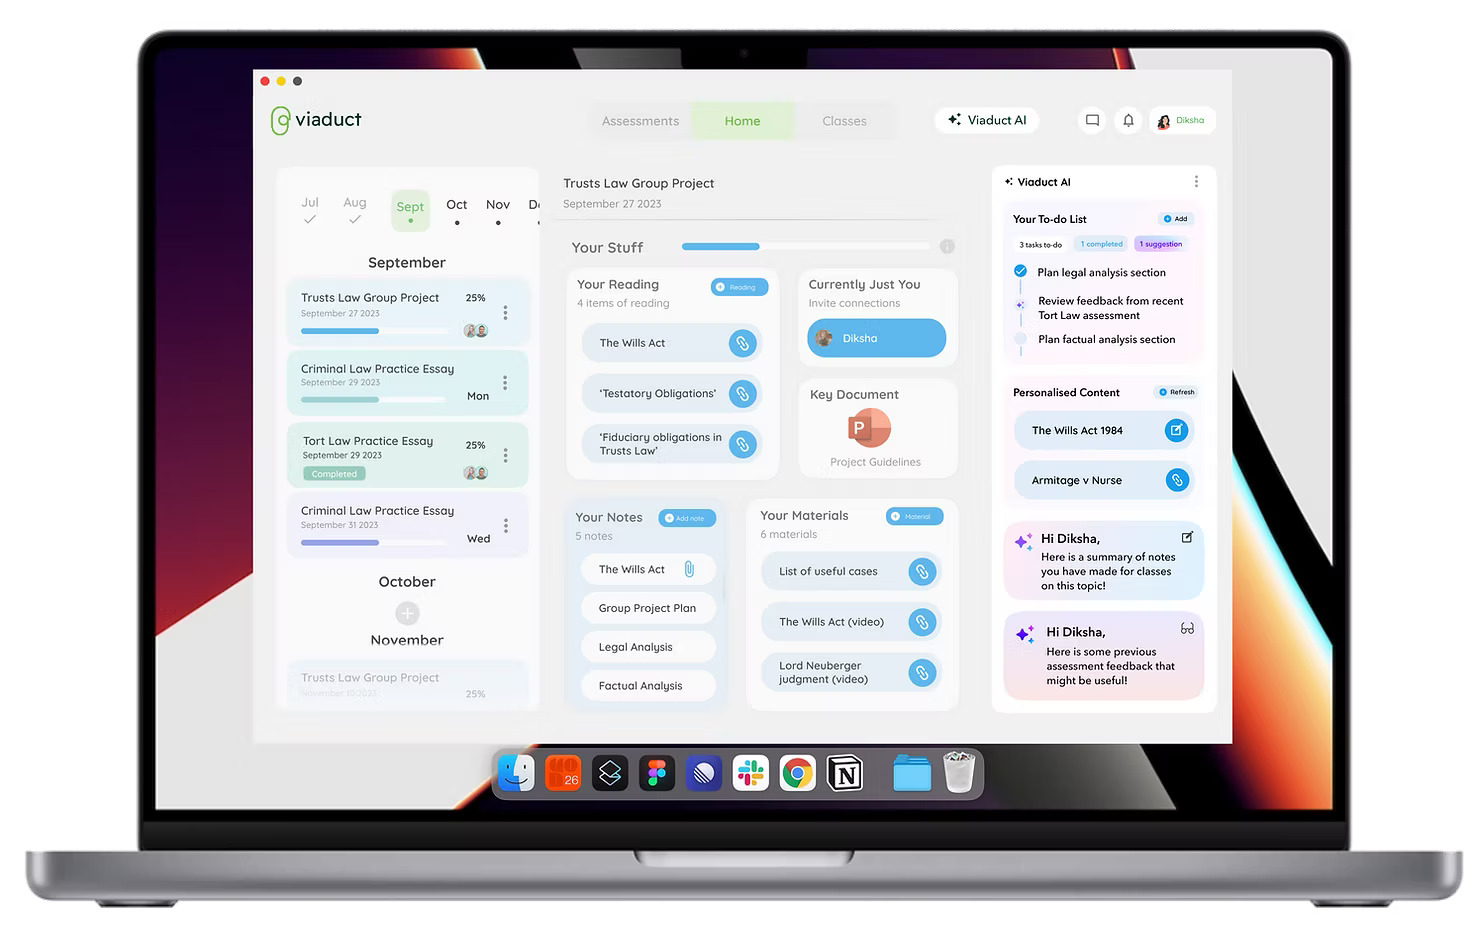 viaduct
Assessments
Home
Classes
Viaduct AI
Diksha
Jul
Aug
Sept
Oct
Nov
September
Trusts Law Group Project
25%
September 27 2023
Criminal Law Practice Essay
September 29 2023
Mon
Tort Law Practice Essay
25%
September 29 2023
Completed
Criminal Law Practice Essay
September 31 2023
Wed
October
November
Trusts Law Group Project
November 10 2023
25%
Trusts Law Group Project
September 27 2023
Your Stuff
Your Reading
Reading
4 items of reading
The Wills Act
‘Testatory Obligations’
‘Fiduciary obligations in
Trusts Law’
Currently Just You
Invite connections
Diksha
Key Document
P
Project Guidelines
Your Notes
Add note
5 notes
The Wills Act
Group Project Plan
Legal Analysis
Factual Analysis
Your Materials
Material
6 materials
List of useful cases
The Wills Act (video)
Lord Neuberger
judgment (video)
Viaduct AI
Your To-do List
Add
3 tasks to-do
1 completed
1 suggestion
Plan legal analysis section
Review feedback from recent
Tort Law assessment
Plan factual analysis section
Personalised Content
Refresh
The Wills Act 1984
Armitage v Nurse
Hi Diksha,
Here is a summary of notes
you have made for classes
on this topic!
Hi Diksha,
Here is some previous
assessment feedback that
might be useful!
26
N